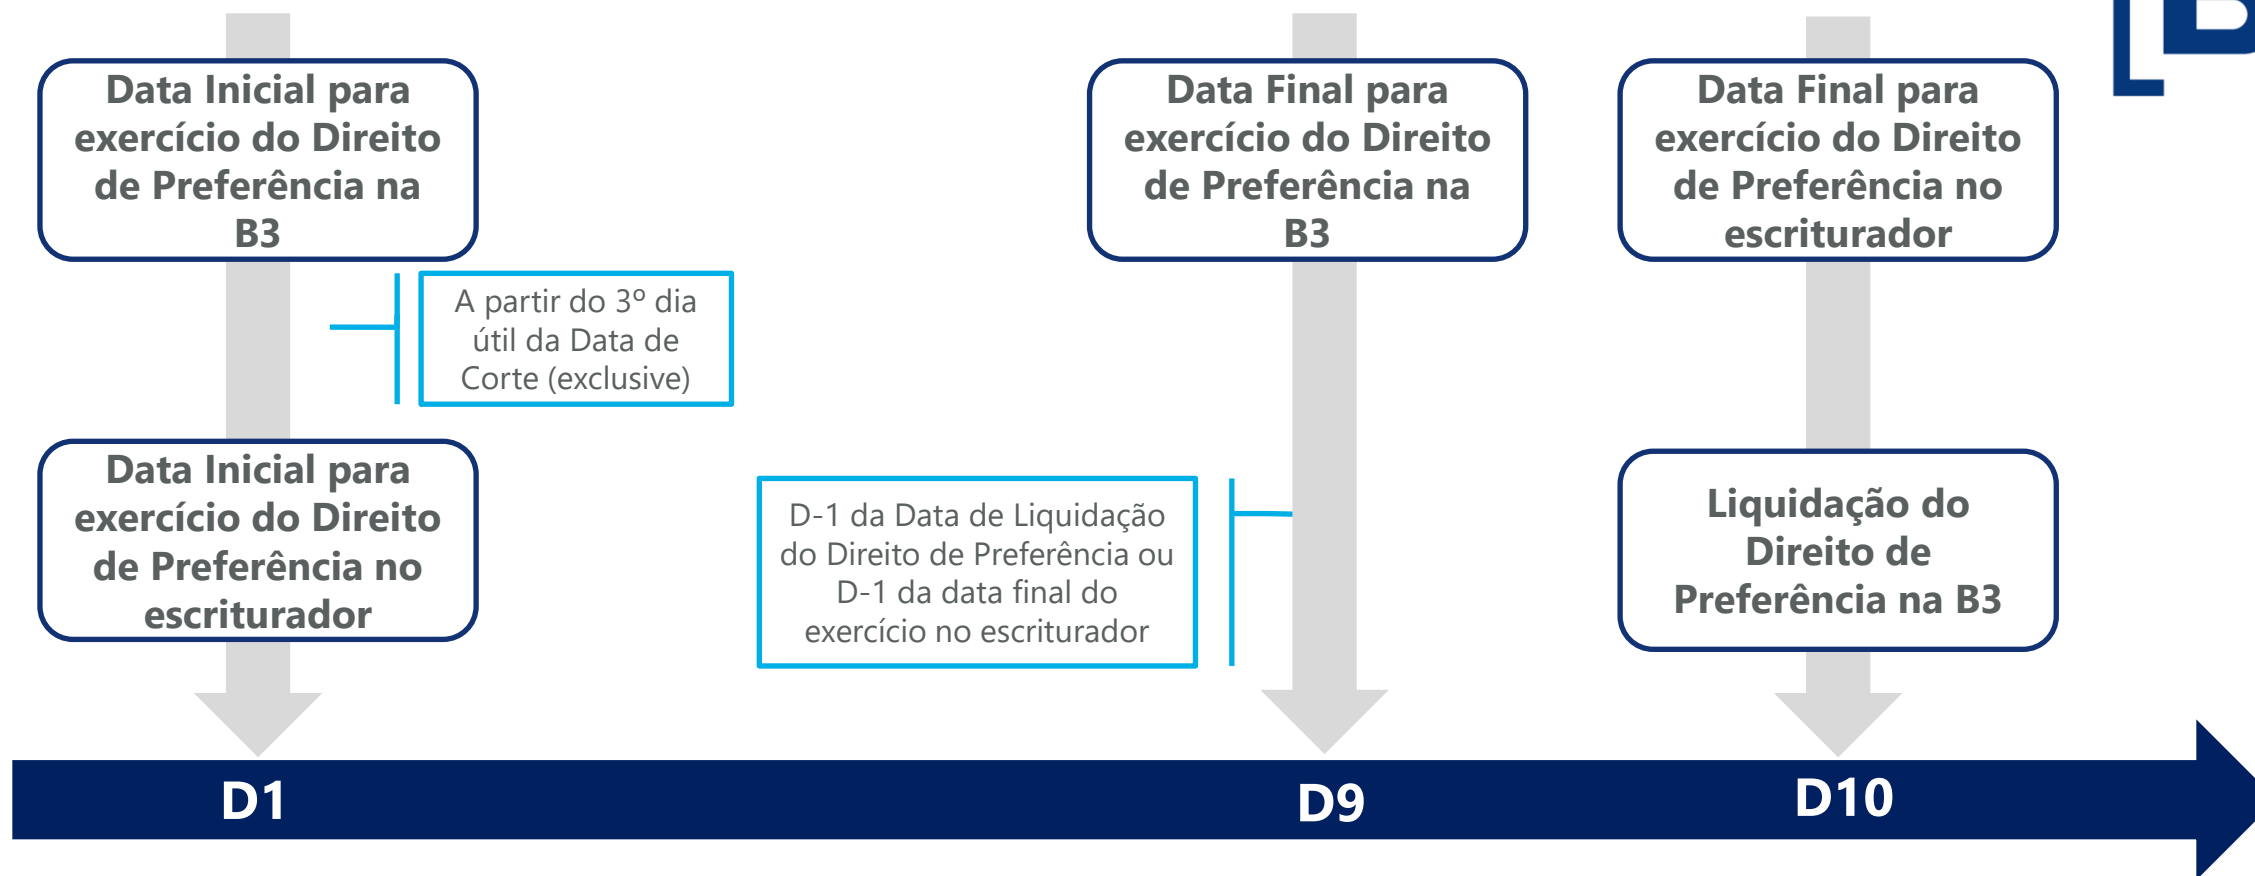 Data Inicial para
exercício do Direito
de Preferência na
B3
Data Final para
exercício do Direito
de Preferência na
B3
Data Final para
exercício do Direito
de Preferência no
escriturador
A partir do 3º dia
útil da Data de
Corte (exclusive)
Data Inicial para
exercício do Direito
de Preferência no
escriturador
D-1 da Data de Liquidação
do Direito de Preferência ou
D-1 da data final do
exercício no escriturador
Liquidação do
Direito de
Preferência na B3
D1
D9
D10